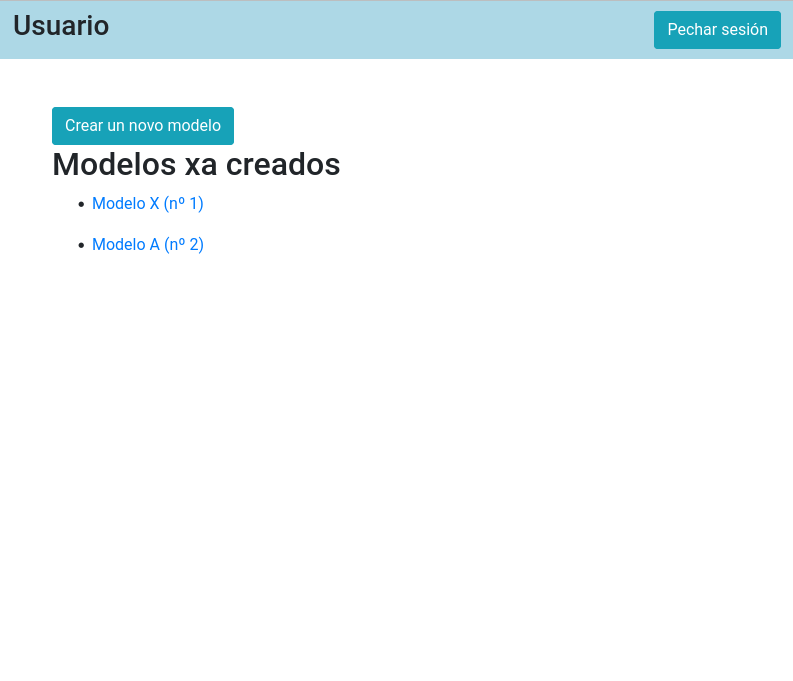 Usuario
Pechar sesión
Crear un novo modelo
Modelos xa creados
Modelo X (nº 1)
Modelo A (nº 2)